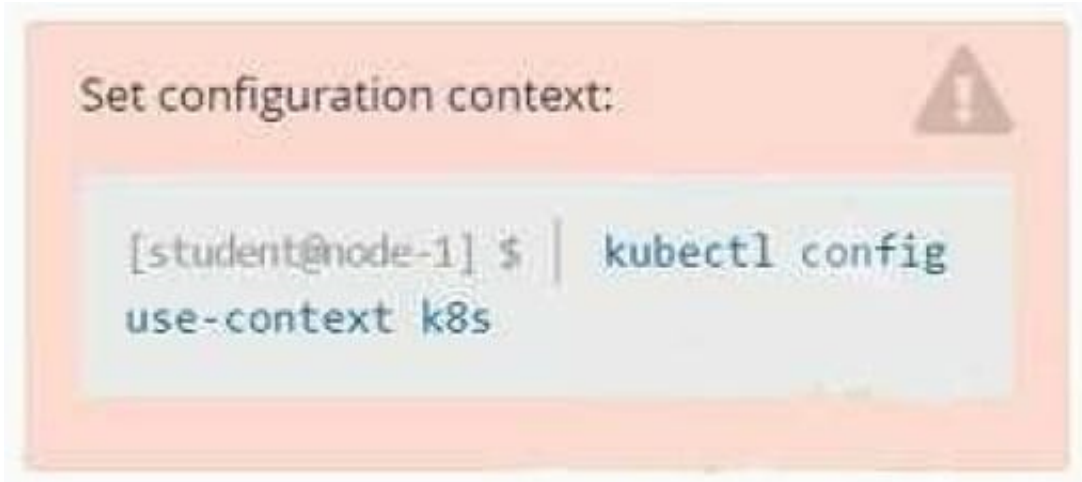 Set configuration context:
[student@node-1] $ | kubectl config
use-context k8s